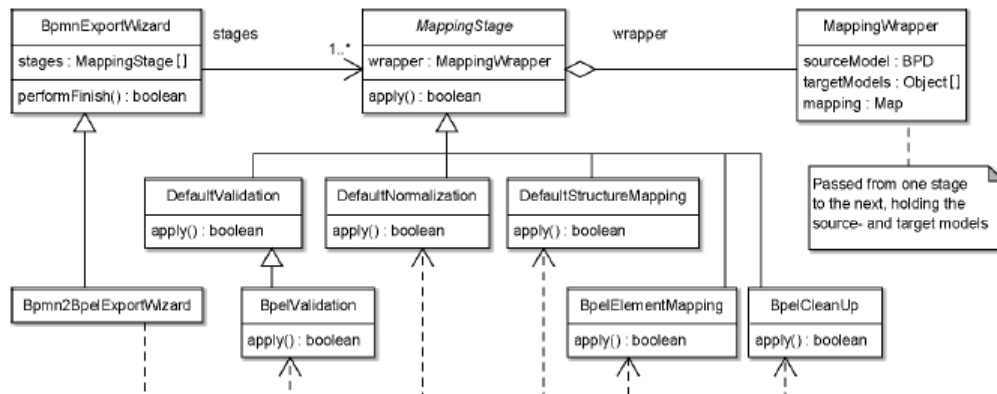 BpmnExportWizard
stages : MappingStage[]
performFinish() : boolean
stages
1..*
MappingStage
wrapper : MappingWrapper
apply() : boolean
wrapper
MappingWrapper
sourceModel : BPD
targetModels : Object[]
mapping : Map
Passed from one stage
to the next, holding the
source- and target models
DefaultValidation
apply() : boolean
DefaultNormalization
apply() : boolean
DefaultStructureMapping
apply() : boolean
Bpmn2BpelExportWizard
BpelValidation
apply() : boolean
BpelElementMapping
apply() : boolean
BpelCleanUp
apply() : boolean